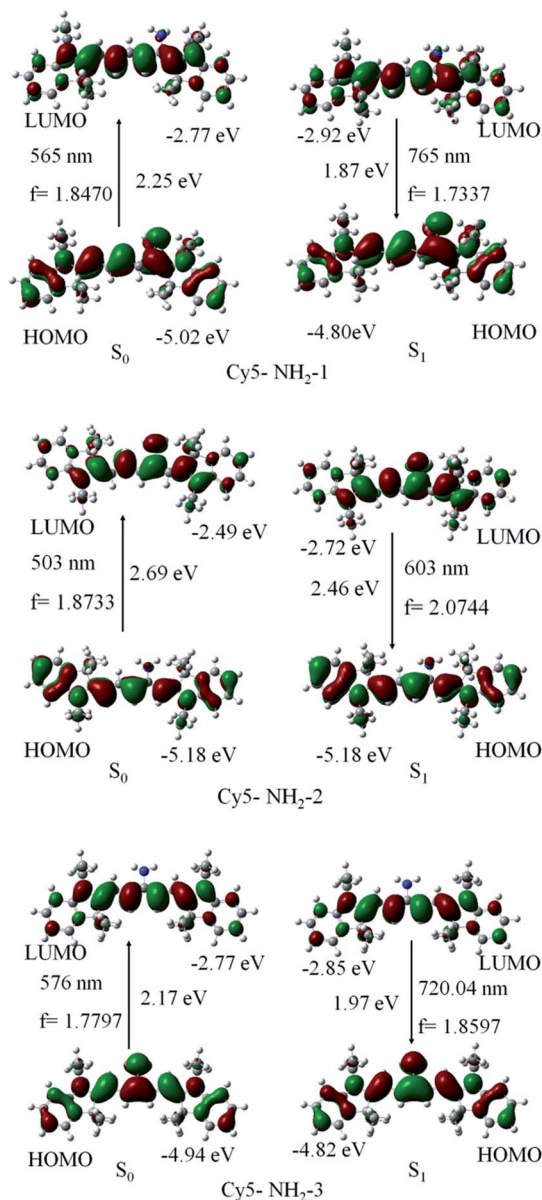 LUMO
-2.77 eV
565 nm
2.25 eV
f= 1.8470
HOMO
-5.02 eV
S0
-2.92 eV
LUMO
1.87 eV
765 nm
f= 1.7337
-4.80eV
HOMO
S1
Cy5- NH2-1
LUMO
-2.49 eV
503 nm
2.69 eV
f= 1.8733
HOMO
-5.18 eV
S0
-2.72 eV
LUMO
2.46 eV
603 nm
f= 2.0744
-5.18 eV
HOMO
S1
Cy5- NH2-2
LUMO
-2.77 eV
576 nm
2.17 eV
f= 1.7797
HOMO
-4.94 eV
S0
-2.85 eV
LUMO
1.97 eV
720.04 nm
f= 1.8597
-4.82 eV
HOMO
S1
Cy5- NH2-3